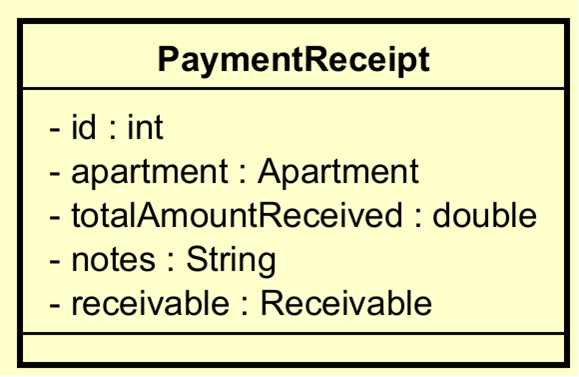 PaymentReceipt
- id : int
- apartment : Apartment
- totalAmountReceived : double
- notes : String
- receivable : Receivable